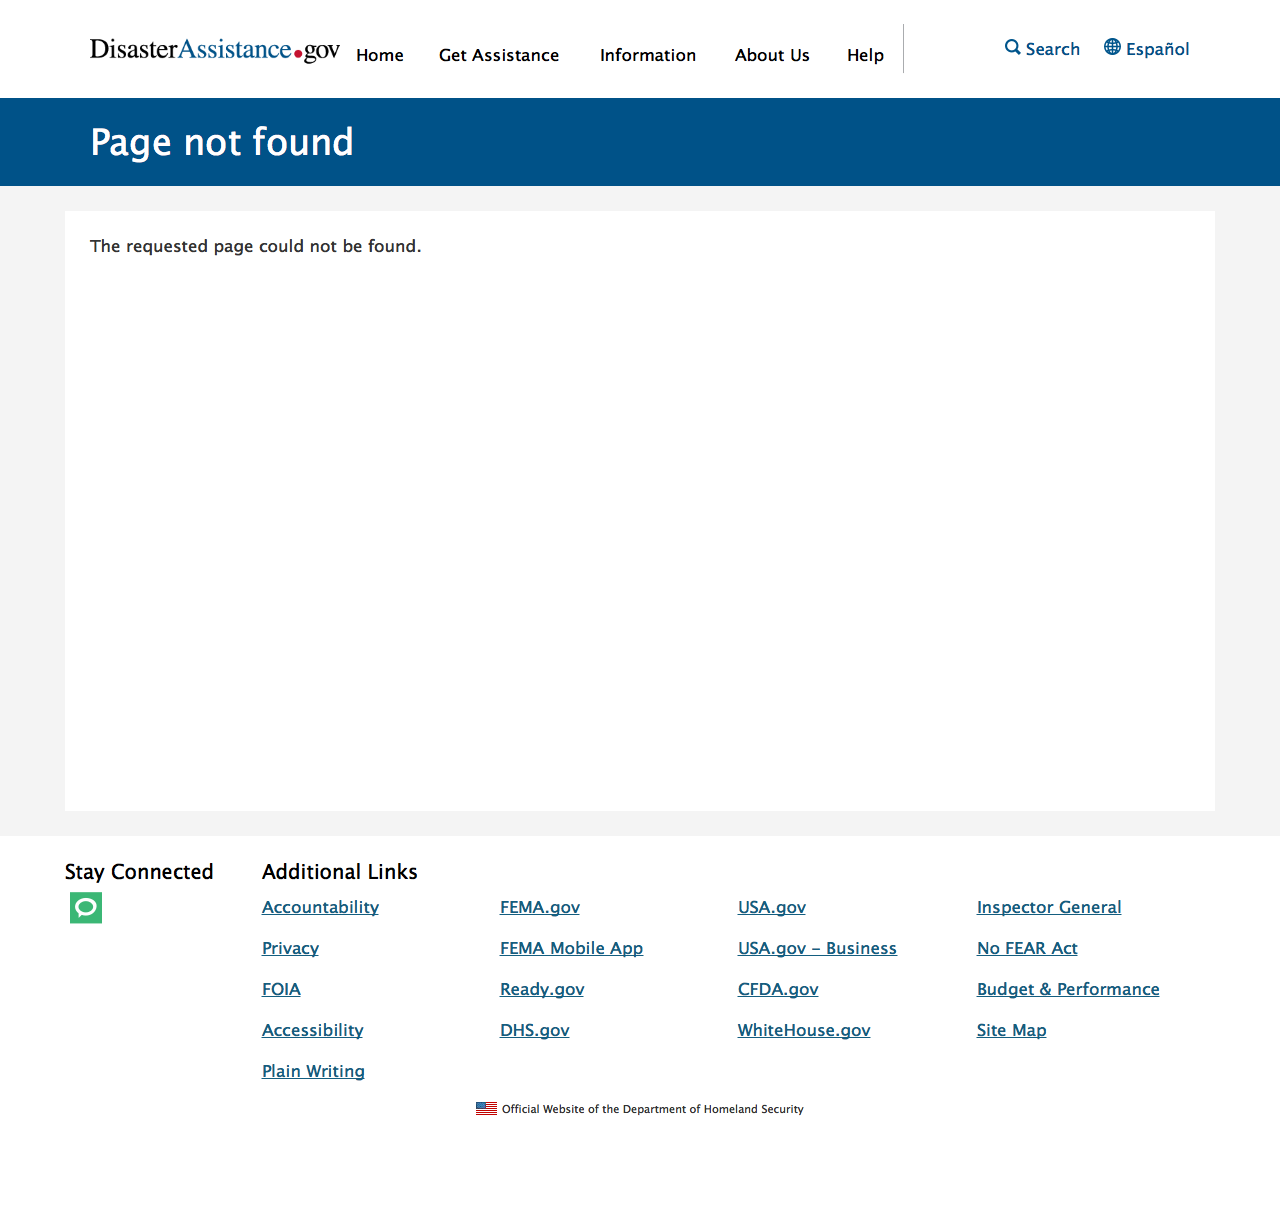 DisasterAssistance.gov Home Get Assistance Information About Us Help Search Español
Page not found
The requested page could not be found.
Stay Connected Additional Links
Accountability FEMA.gov USA.gov Inspector General
Privacy FEMA Mobile App USA.gov – Business No FEAR Act
FOIA Ready.gov CFDA.gov Budget & Performance
Accessibility DHS.gov WhiteHouse.gov Site Map
Plain Writing
Official Website of the Department of Homeland Security